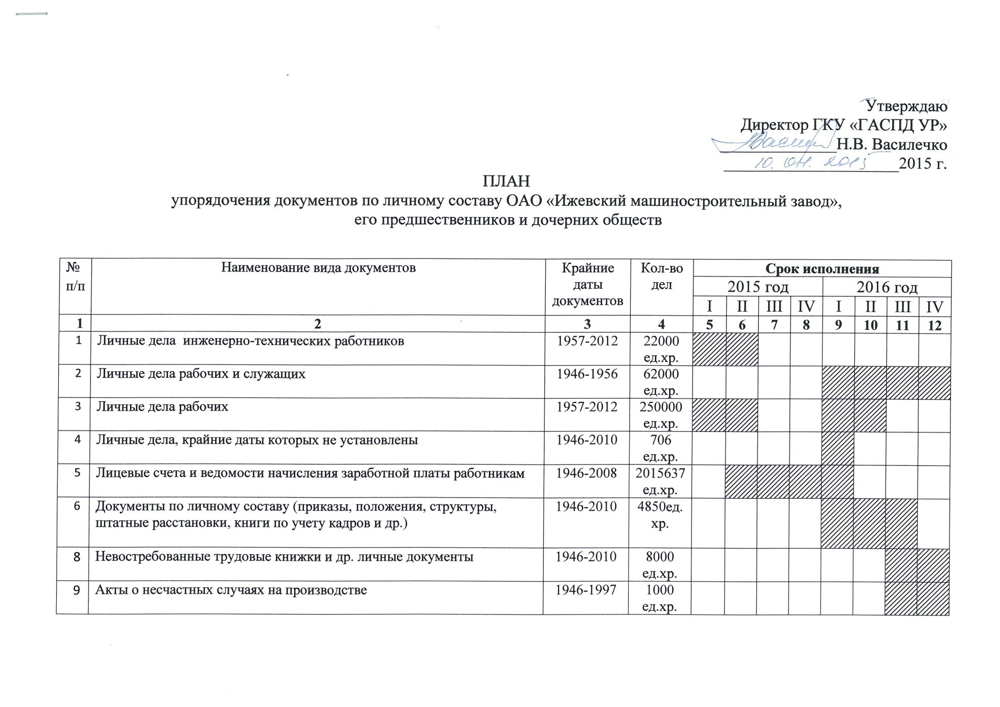 Утверждаю
Директор ГКУ «ГАСПД УР»
Н.В. Василечко
10. 04. 2015 2015 г.
ПЛАН
упорядочения документов по личному составу ОАО «Ижевский машиностроительный завод»,
его предшественников и дочерних обществ
№ п/п Наименование вида документов Крайние даты документов Кол-во дел Срок исполнения
2015 год 2016 год
I II III IV I II III IV
1 2 3 4 5 6 7 8 9 10 11 12
1 Личные дела инженерно-технических работников 1957-2012 22000
ед.хр.
2 Личные дела рабочих и служащих 1946-1956 62000
ед.хр.
3 Личные дела рабочих 1957-2012 250000
ед.хр.
4 Личные дела, крайние даты которых не установлены 1946-2010 706
ед.хр.
5 Лицевые счета и ведомости начисления заработной платы работникам 1946-2008 2015637
ед.хр.
6 Документы по личному составу (приказы, положения, структуры, 1946-2010 4850ед.
штатные расстановки, книги по учету кадров и др.) хр.
8 Невостребованные трудовые книжки и др. личные документы 1946-2010 8000
ед.хр.
9 Акты о несчастных случаях на производстве 1946-1997 1000
ед.хр.